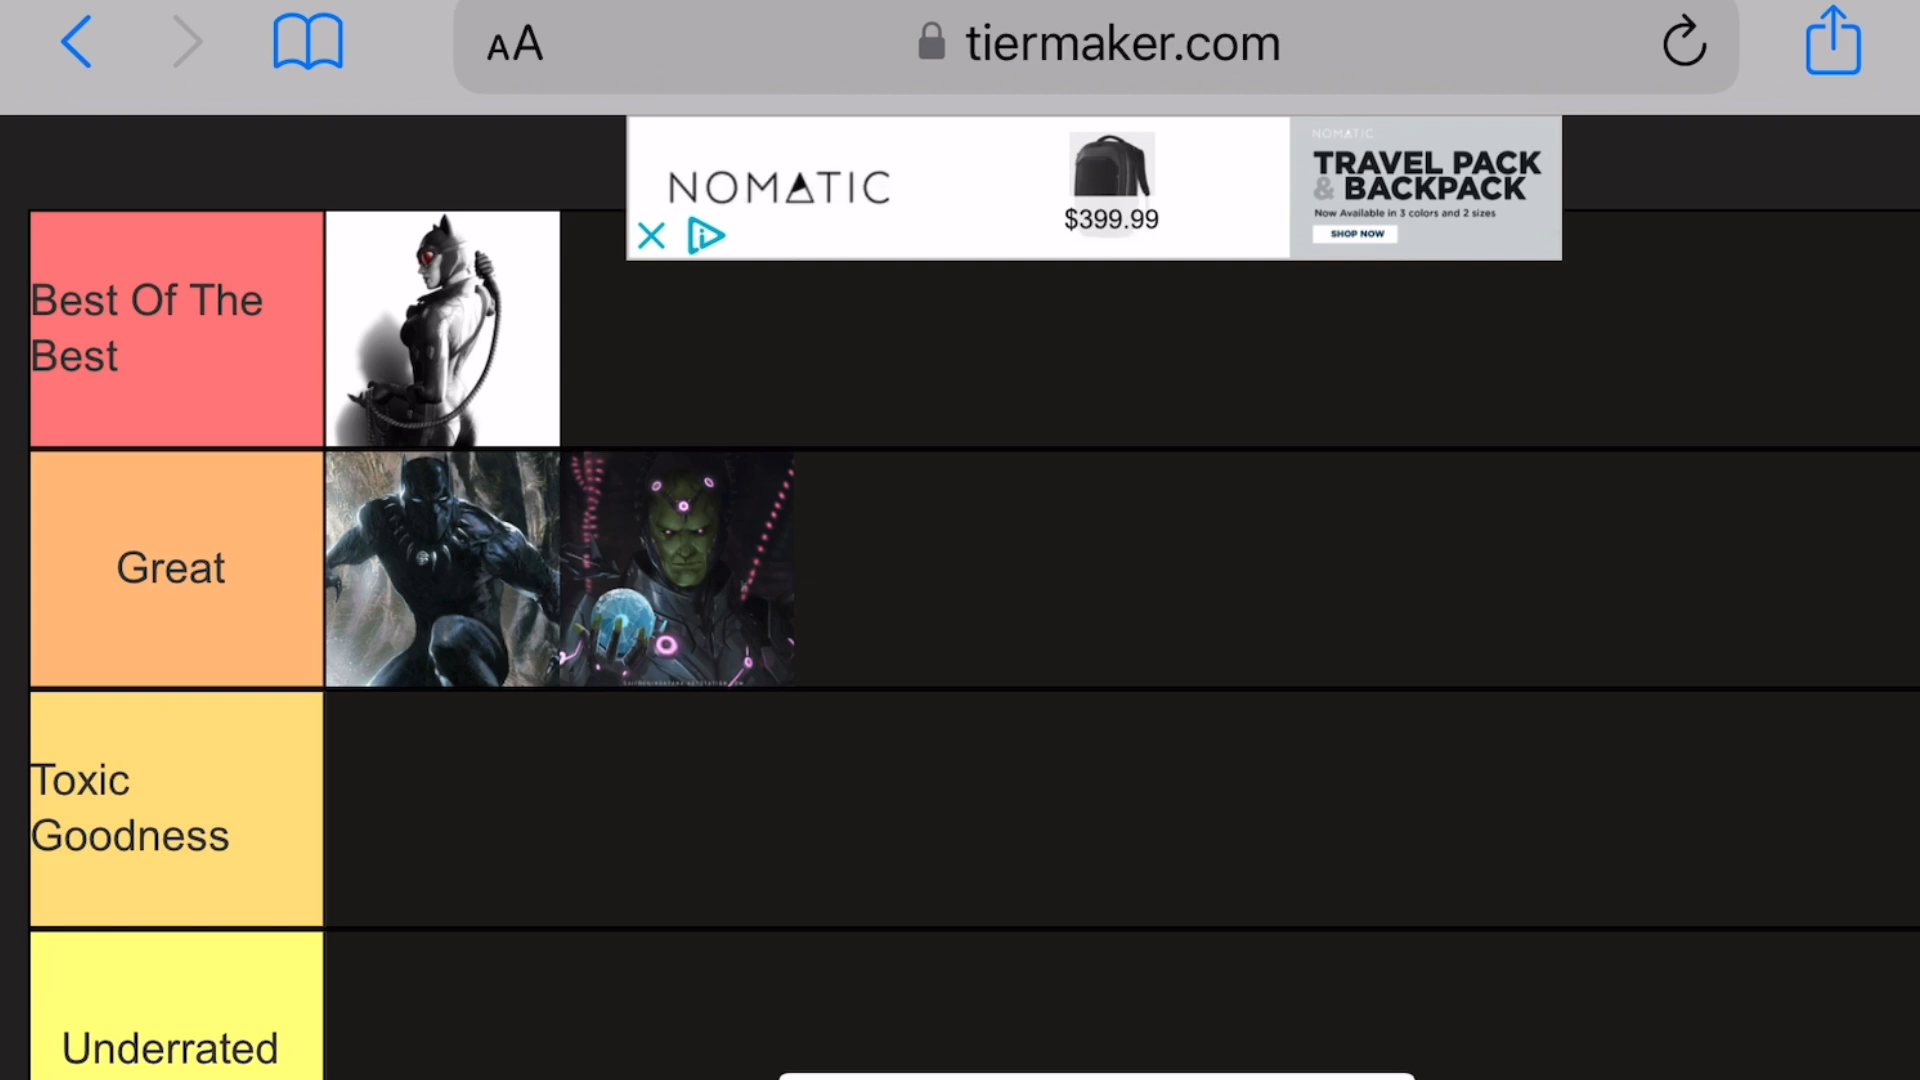 AA
tiermaker.com
NOMATIC
$399.99
NOMATIC
TRAVEL PACK
& BACKPACK
Now Available in 3 colors and 2 sizes
SHOP NOW
Best Of The
Best
Great
Toxic
Goodness
Underrated